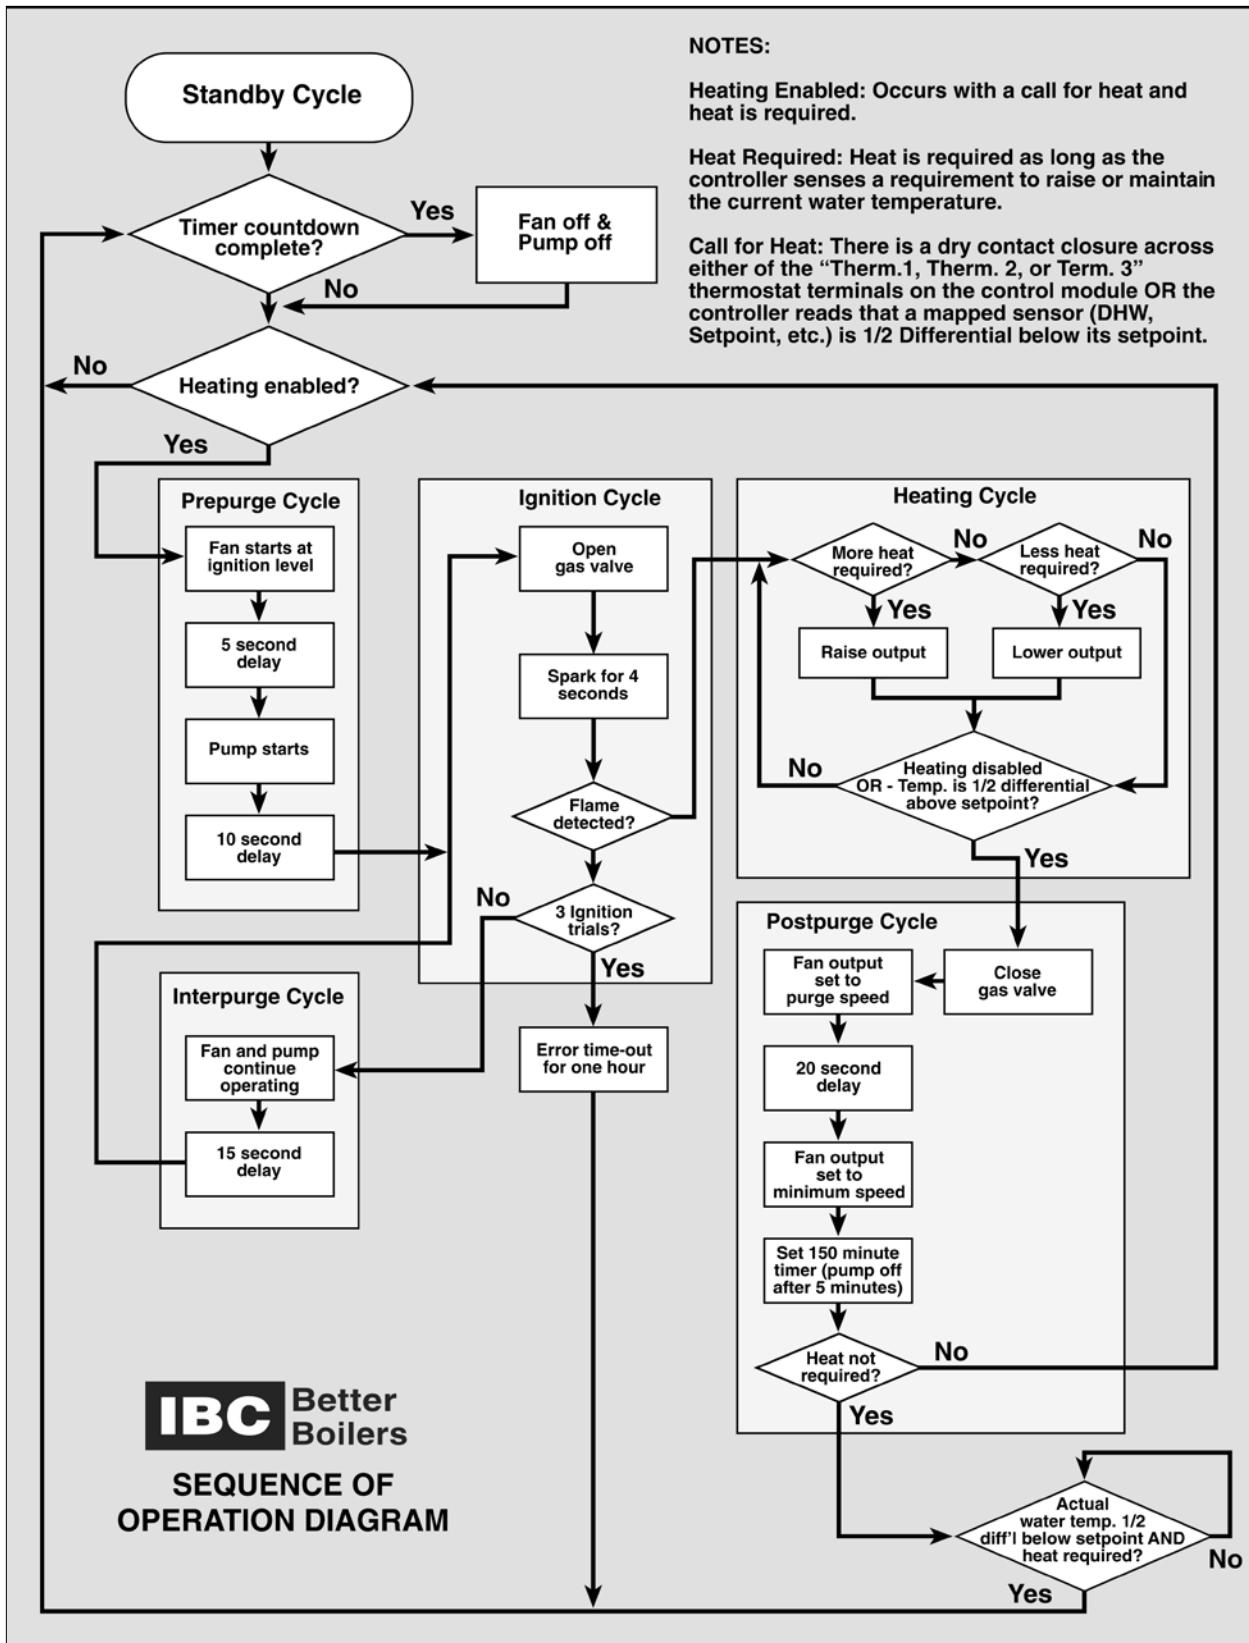 Standby Cycle
Timer countdown
complete?
Yes
Fan off &
Pump off
No
Heating enabled?
No
Yes
NOTES:
Heating Enabled: Occurs with a call for heat and
heat is required.
Heat Required: Heat is required as long as the
controller senses a requirement to raise or maintain
the current water temperature.
Call for Heat: There is a dry contact closure across
either of the “Therm.1, Therm. 2, or Term. 3”
thermostat terminals on the control module OR the
controller reads that a mapped sensor (DHW,
Setpoint, etc.) is 1/2 Differential below its setpoint.
Prepurge Cycle
Fan starts at
ignition level
5 second
delay
Pump starts
10 second
delay
Ignition Cycle
Open
gas valve
Spark for 4
seconds
Flame
detected?
No
3 Ignition
trials?
Yes
Error time-out
for one hour
Interpurge Cycle
Fan and pump
continue
operating
15 second
delay
Heating Cycle
More heat
required?
No
Less heat
required?
No
Yes
Yes
Raise output
Lower output
No
Heating disabled
OR - Temp. is 1/2 differential
above setpoint?
Yes
Postpurge Cycle
Close
gas valve
Fan output
set to
purge speed
20 second
delay
Fan output
set to
minimum speed
Set 150 minute
timer (pump off
after 5 minutes)
Heat not
required?
No
Yes
Actual
water temp. 1/2
diff'l below setpoint AND
heat required?
No
Yes
IBC Better
Boilers
SEQUENCE OF
OPERATION DIAGRAM